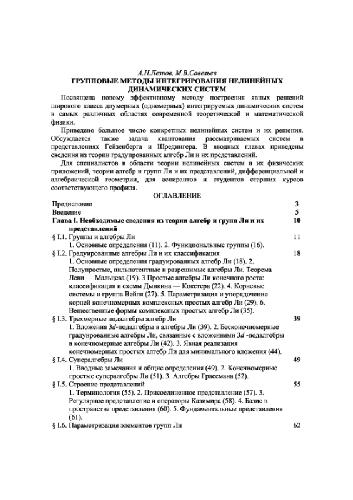 А.Н.Лезнов, М.В.Савельев
ГРУППОВЫЕ МЕТОДЫ ИНТЕГРИРОВАНИЯ НЕЛИНЕЙНЫХ
ДИНАМИЧЕСКИХ СИСТЕМ
Посвящена новому эффективному методу построения явных решений
широкого класса двумерных (одномерных) интегрируемых динамических систем
в самых различных областях современной теоретической и математической
физики.
Приведено большое число конкретных нелинейных систем и их решения.
Обсуждается также задача квантования рассматриваемых систем в
представлениях Гейзенберга и Шредингера. В вводных главах приведены
сведения из теории градуированных алгебр Ли и их представлений.
Для специалистов в области теории нелинейных систем и их физических
приложений, теории алгебр и групп Ли и их представлений, дифференциальной и
алгебраической геометрии, для аспирантов и студентов старших курсов
соответствующего профиля.
ОГЛАВЛЕНИЕ
Предисловие 3
Введение 5
Глава I. Необходимые сведения из теории алгебр и групп Ли и их 10
представлений
§ I.1. Группы и алгебры Ли 11
1. Основные определения (11). 2. Функциональные группы (16).
§ I.2. Градуированные алгебры Ли и их классификация 18
1. Основные определения градуированных алгебр Ли (18). 2.
Полупростые, нильпотентные и разрешимые алгебры Ли. Теорема
Леви — Мальцева (19). 3. Простые алгебры Ли конечного роста:
классификация и схемы Дынкина — Кокстера (22). 4. Корневые
системы и группа Вейля (27). 5. Параметризация и упорядочение
корней конечномерных простых алгебр Ли (29). 6.
Вещественные формы комплексных простых алгебр Ли (35).
§ I.3. Трехмерные подалгебры алгебр Ли 39
1. Вложения 3d-подалгебры в алгебры Ли (39). 2. Бесконечномерные
градуированные алгебры Ли, связанные с вложениями 3d-подалгебры
в конечномерные алгебры (42). 3. Явная реализация
конечномерных простых алгебр Ли для минимального вложения (44).
§ I.4. Супералгебры Ли 49
1. Вводные замечания и общие определения (49). 2. Конечномерные
простые супералгебры Ли (51). 3. Алгебры Грассмана (52).
§ I.5. Строение представлений 55
1. Терминология (55). 2. Присоединенное представление (57). 3.
Регулярное представление и операторы Казимира (58). 4. Базис в
пространстве представления (60). 5. Фундаментальные представления
(61).
§ I.6. Параметризация элементов групп Ли 62